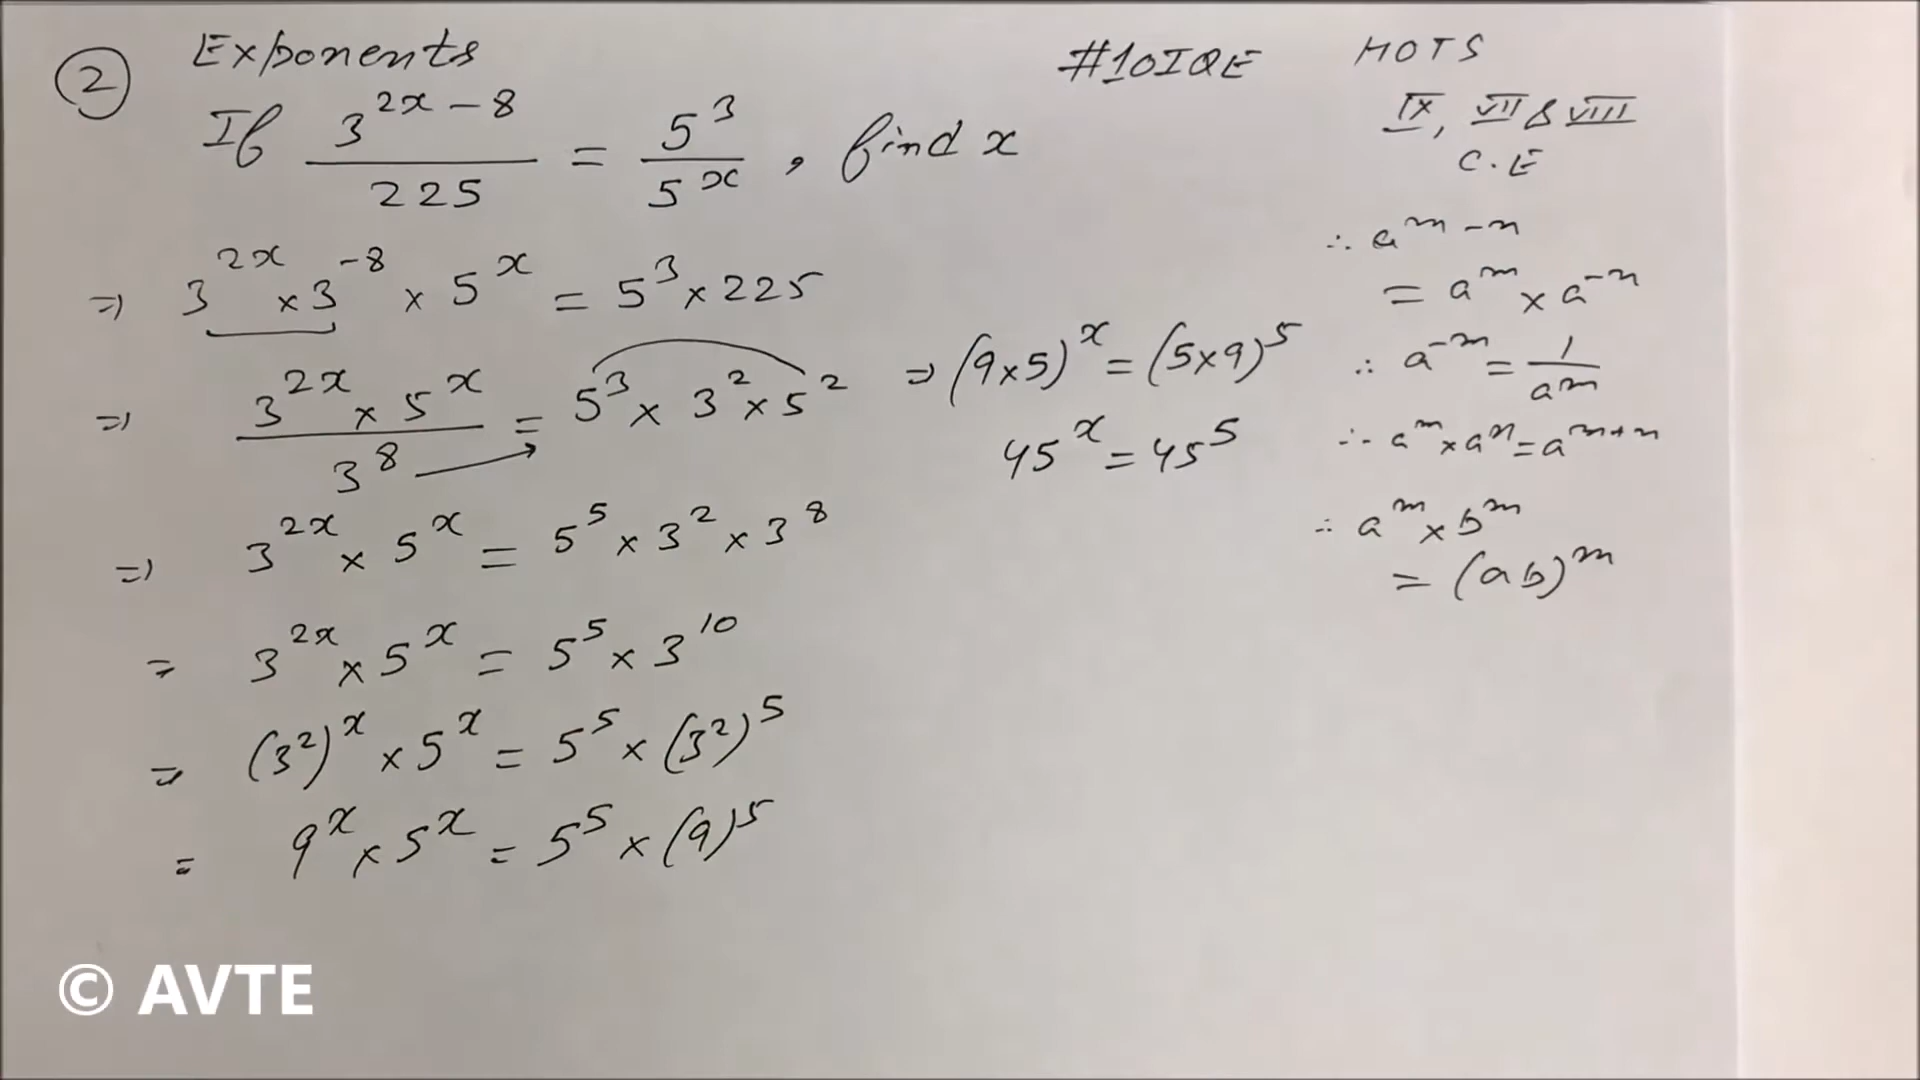 ② Exponents
If 3^(2x-8) / 225 = 5^3 / 5^x, find x
⇒ 3^2x × 3^-8 × 5^x = 5^3 × 225
⇒ (3^2x × 5^x) / 3^8 = 5^3 × 3^2 × 5^2
⇒ 3^2x × 5^x = 5^5 × 3^2 × 3^8
= 3^2x × 5^x = 5^5 × 3^10
= (3^2)^x × 5^x = 5^5 × (3^2)^5
= 9^x × 5^x = 5^5 × (9)^5
⇒ (9×5)^x = (5×9)^5
45^x = 45^5
#10IQE HOTS
IX, VII & VIII
C.E
∴ a^(m-n)
= a^m × a^-n
∴ a^-m = 1/a^m
∴ a^m × a^n = a^(m+n)
∴ a^m × b^m
= (ab)^m
© AVTE